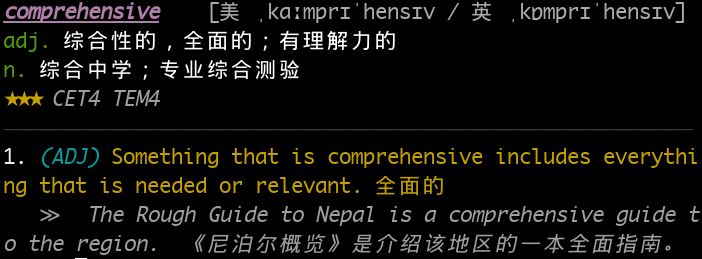 comprehensive [美 ˌkɑːmprɪˈhensɪv / 英 ˌkɒmprɪˈhensɪv]
adj. 综合性的，全面的；有理解力的
n. 综合中学；专业综合测验
★★★ CET4 TEM4
1. (ADJ) Something that is comprehensive includes everythi
ng that is needed or relevant. 全面的
≫ The Rough Guide to Nepal is a comprehensive guide t
o the region. 《尼泊尔概览》是介绍该地区的一本全面指南。